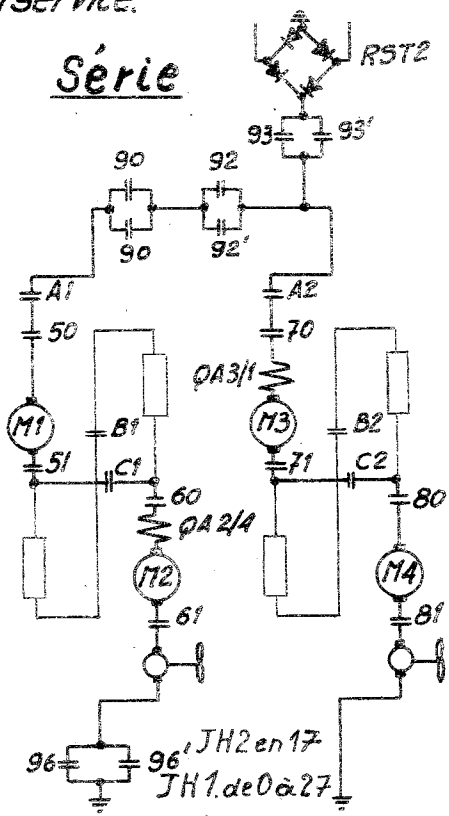 Série
RST2
93 93'
90 92
90 92'
A1 A2
50 70
QA3/1
M1 B1 M3 B2
51 C1 71 C2
60 80
QA2/4
M2 M4
61 81
96 96' JH2 en 17
JH1.de 0 à 27